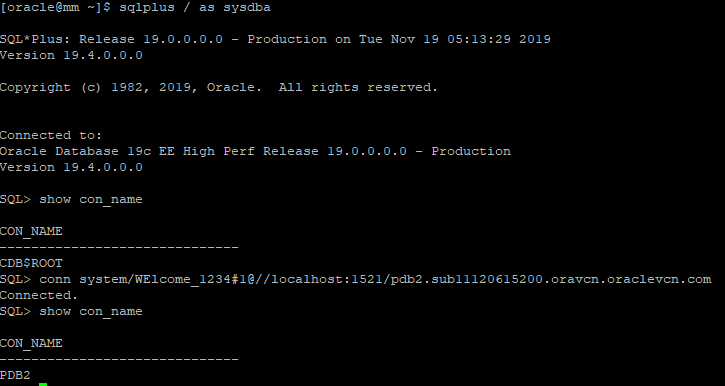 [oracle@mm ~]$ sqlplus / as sysdba
SQL*Plus: Release 19.0.0.0.0 - Production on Tue Nov 19 05:13:29 2019
Version 19.4.0.0.0
Copyright (c) 1982, 2019, Oracle.  All rights reserved.
Connected to:
Oracle Database 19c EE High Perf Release 19.0.0.0.0 - Production
Version 19.4.0.0.0
SQL> show con_name
CON_NAME
------------------------------
CDB$ROOT
SQL> conn system/WElcome_1234#1@//localhost:1521/pdb2.sub11120615200.oravcn.oraclevcn.com
Connected.
SQL> show con_name
CON_NAME
------------------------------
PDB2